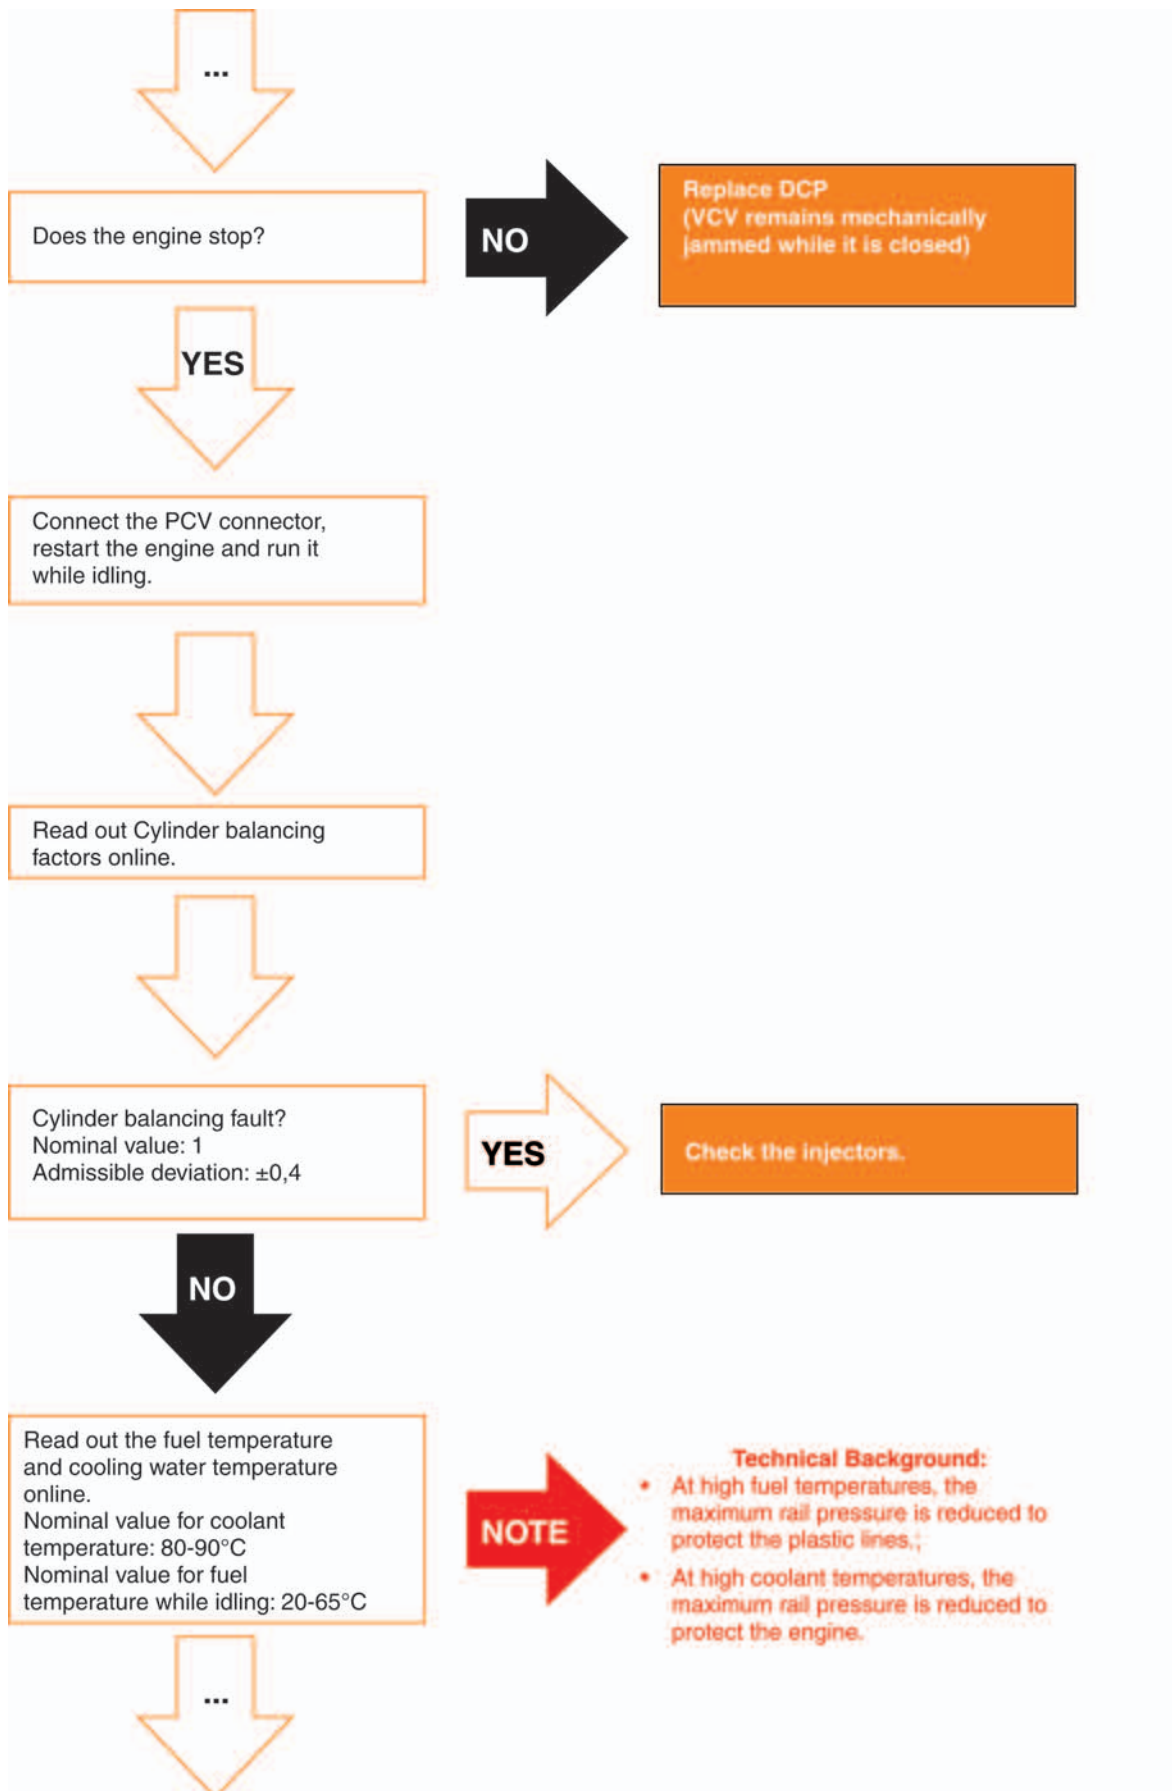 ...
Does the engine stop?
NO
Replace DCP
(VCV remains mechanically
jammed while it is closed)
YES
Connect the PCV connector,
restart the engine and run it
while idling.
Read out Cylinder balancing
factors online.
Cylinder balancing fault?
Nominal value: 1
Admissible deviation: ±0,4
YES
Check the injectors.
NO
Read out the fuel temperature
and cooling water temperature
online.
Nominal value for coolant
temperature: 80-90°C
Nominal value for fuel
temperature while idling: 20-65°C
NOTE
Technical Background:
• At high fuel temperatures, the
maximum rail pressure is reduced to
protect the plastic lines,;
• At high coolant temperatures, the
maximum rail pressure is reduced to
protect the engine.
...